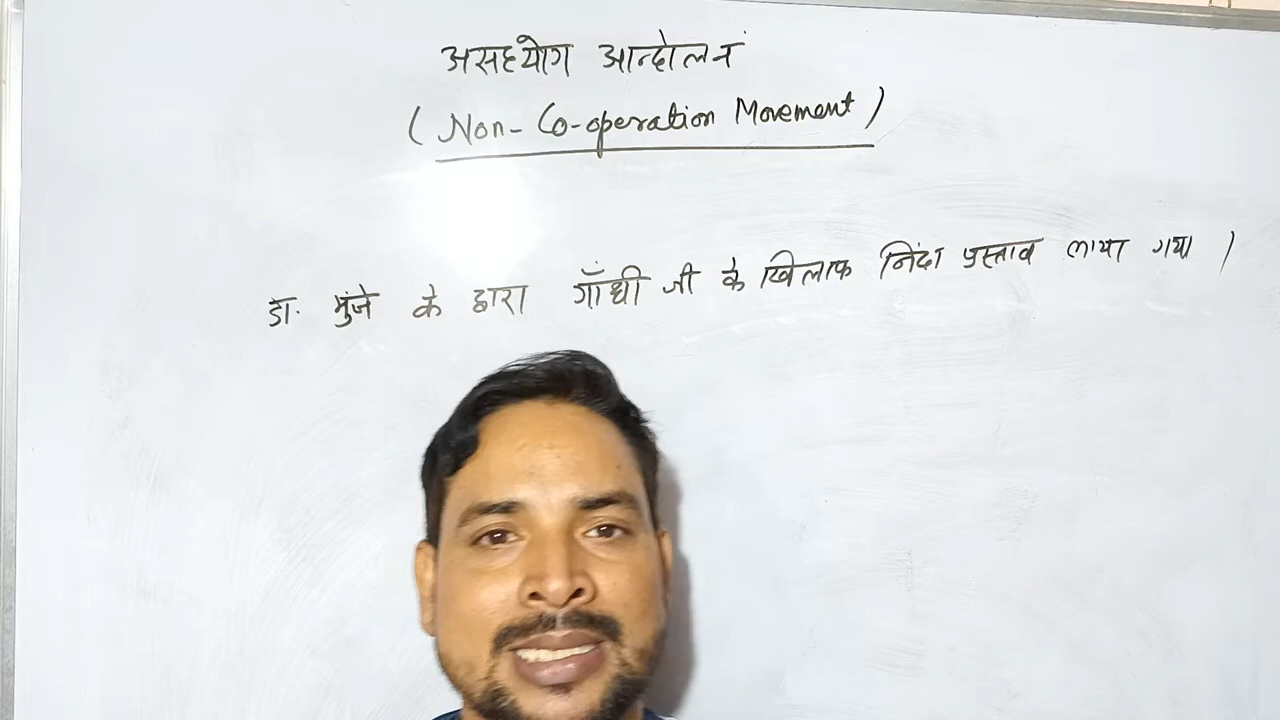 असहयोग आन्दोलनं
( Non- Co-operation Movement )
डा. मुंजे के द्वारा गाँधी जी के खिलाफ निंदा प्रस्ताव लाया गया ।